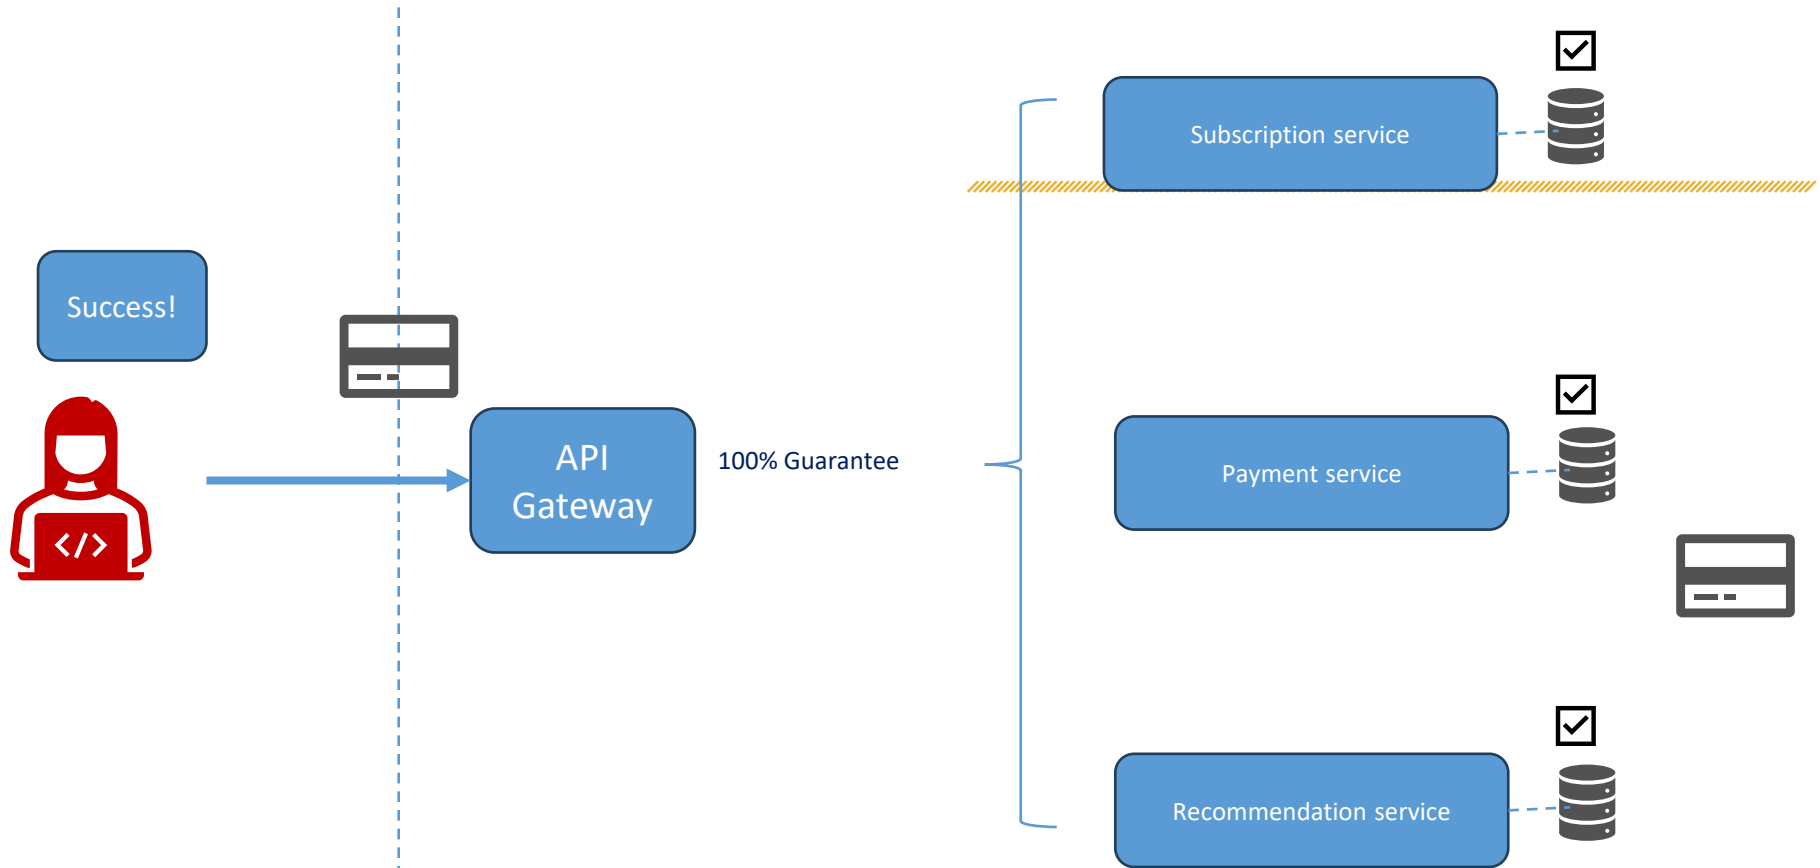 Subscription service
Success!
API
Gateway
100% Guarantee
Payment service
</>
Recommendation service